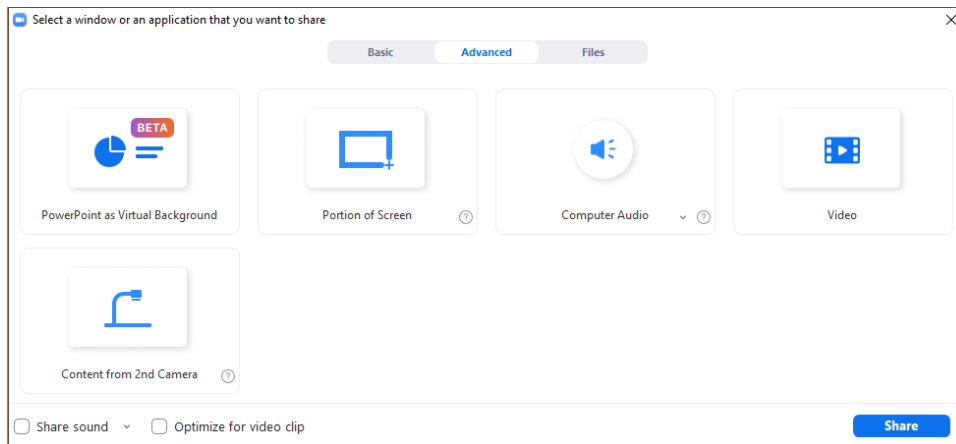 Select a window or an application that you want to share
Basic
Advanced
Files
BETA
PowerPoint as Virtual Background
Portion of Screen
?
Computer Audio
?
Video
Content from 2nd Camera
?
Share sound
Optimize for video clip
Share